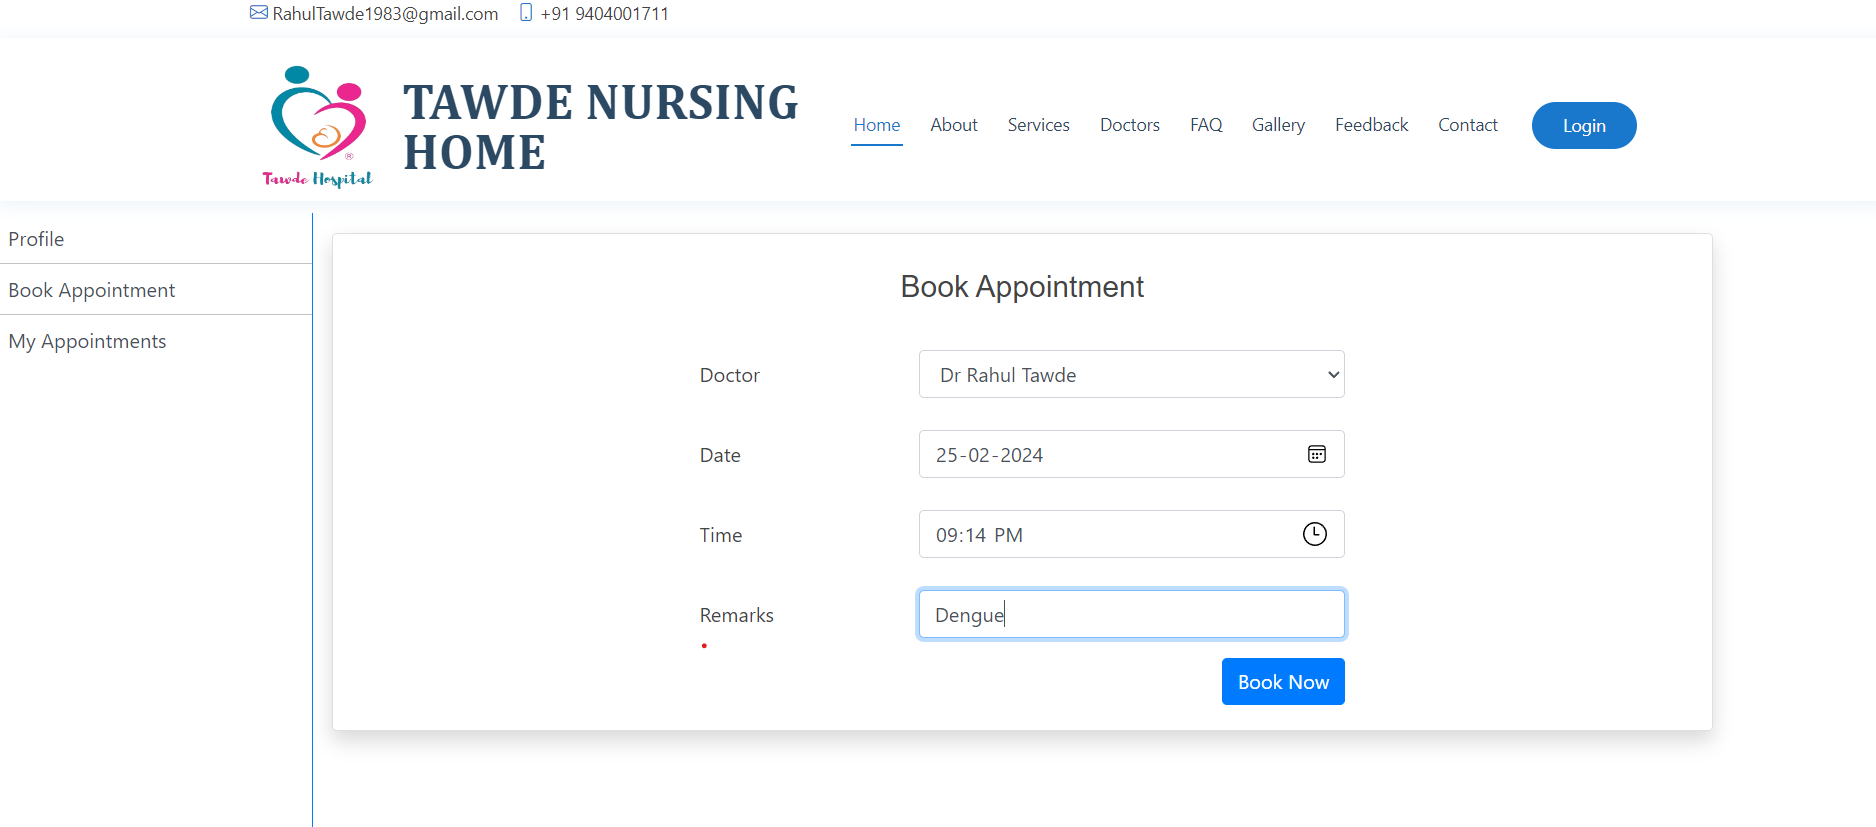 RahulTawde1983@gmail.com +91 9404001711
TAWDE NURSING
HOME
®
Tawde Hospital
Home About Services Doctors FAQ Gallery Feedback Contact Login
Profile
Book Appointment
My Appointments
Book Appointment
Doctor Dr Rahul Tawde
Date 25-02-2024
Time 09:14 PM
Remarks Dengue
Book Now